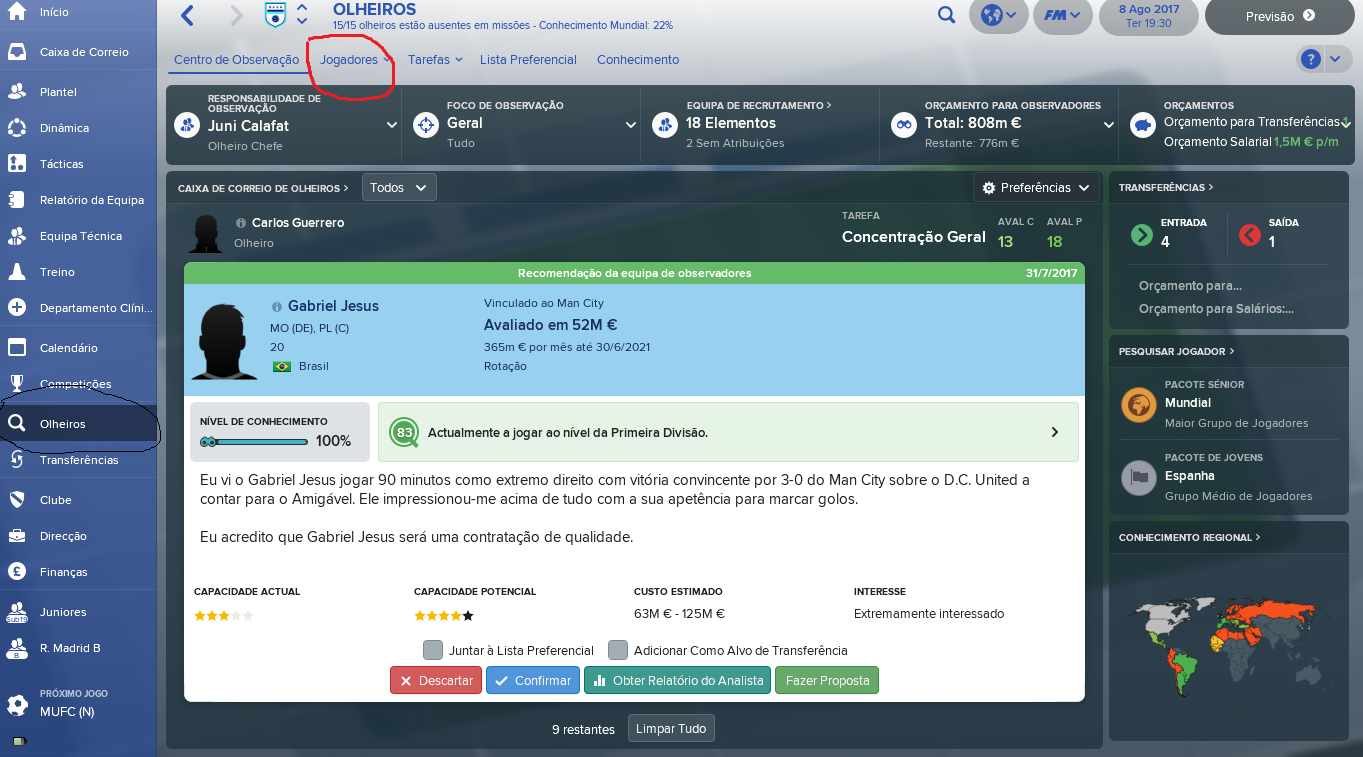 Início
Caixa de Correio
Plantel
Dinâmica
Tácticas
Relatório da Equipa
Equipa Técnica
Treino
Departamento Clíni...
Calendário
Competições
Olheiros
Transferências
Clube
Direcção
Finanças
Sub19
Juniores
B
R. Madrid B
PRÓXIMO JOGO
MUFC (N)
OLHEIROS
15/15 olheiros estão ausentes em missões - Conhecimento Mundial: 22%
FM
8 Ago 2017
Ter 19:30
Previsão
Centro de Observação
Jogadores
Tarefas
Lista Preferencial
Conhecimento
?
RESPONSABILIDADE DE
OBSERVAÇÃO
Juni Calafat
Olheiro Chefe
FOCO DE OBSERVAÇÃO
Geral
Tudo
EQUIPA DE RECRUTAMENTO >
18 Elementos
2 Sem Atribuições
ORÇAMENTO PARA OBSERVADORES
Total: 808m €
Restante: 776m €
ORÇAMENTOS
Orçamento para Transferências
Orçamento Salarial 1,5M € p/m
CAIXA DE CORREIO DE OLHEIROS >
Todos
Preferências
Carlos Guerrero
Olheiro
TAREFA
Concentração Geral
AVAL C
13
AVAL P
18
Recomendação da equipa de observadores
31/7/2017
Gabriel Jesus
MO (DE), PL (C)
20
Brasil
Vinculado ao Man City
Avaliado em 52M €
365m € por mês até 30/6/2021
Rotação
NÍVEL DE CONHECIMENTO
100%
83
Actualmente a jogar ao nível da Primeira Divisão.
Eu vi o Gabriel Jesus jogar 90 minutos como extremo direito com vitória convincente por 3-0 do Man City sobre o D.C. United a
contar para o Amigável. Ele impressionou-me acima de tudo com a sua apetência para marcar golos.
Eu acredito que Gabriel Jesus será uma contratação de qualidade.
CAPACIDADE ACTUAL
CAPACIDADE POTENCIAL
CUSTO ESTIMADO
63M € - 125M €
INTERESSE
Extremamente interessado
Juntar à Lista Preferencial
Adicionar Como Alvo de Transferência
Descartar
Confirmar
Obter Relatório do Analista
Fazer Proposta
9 restantes
Limpar Tudo
TRANSFERÊNCIAS >
ENTRADA
4
SAÍDA
1
Orçamento para...
Orçamento para Salários:...
PESQUISAR JOGADOR >
PACOTE SÉNIOR
Mundial
Maior Grupo de Jogadores
PACOTE DE JOVENS
Espanha
Grupo Médio de Jogadores
CONHECIMENTO REGIONAL >